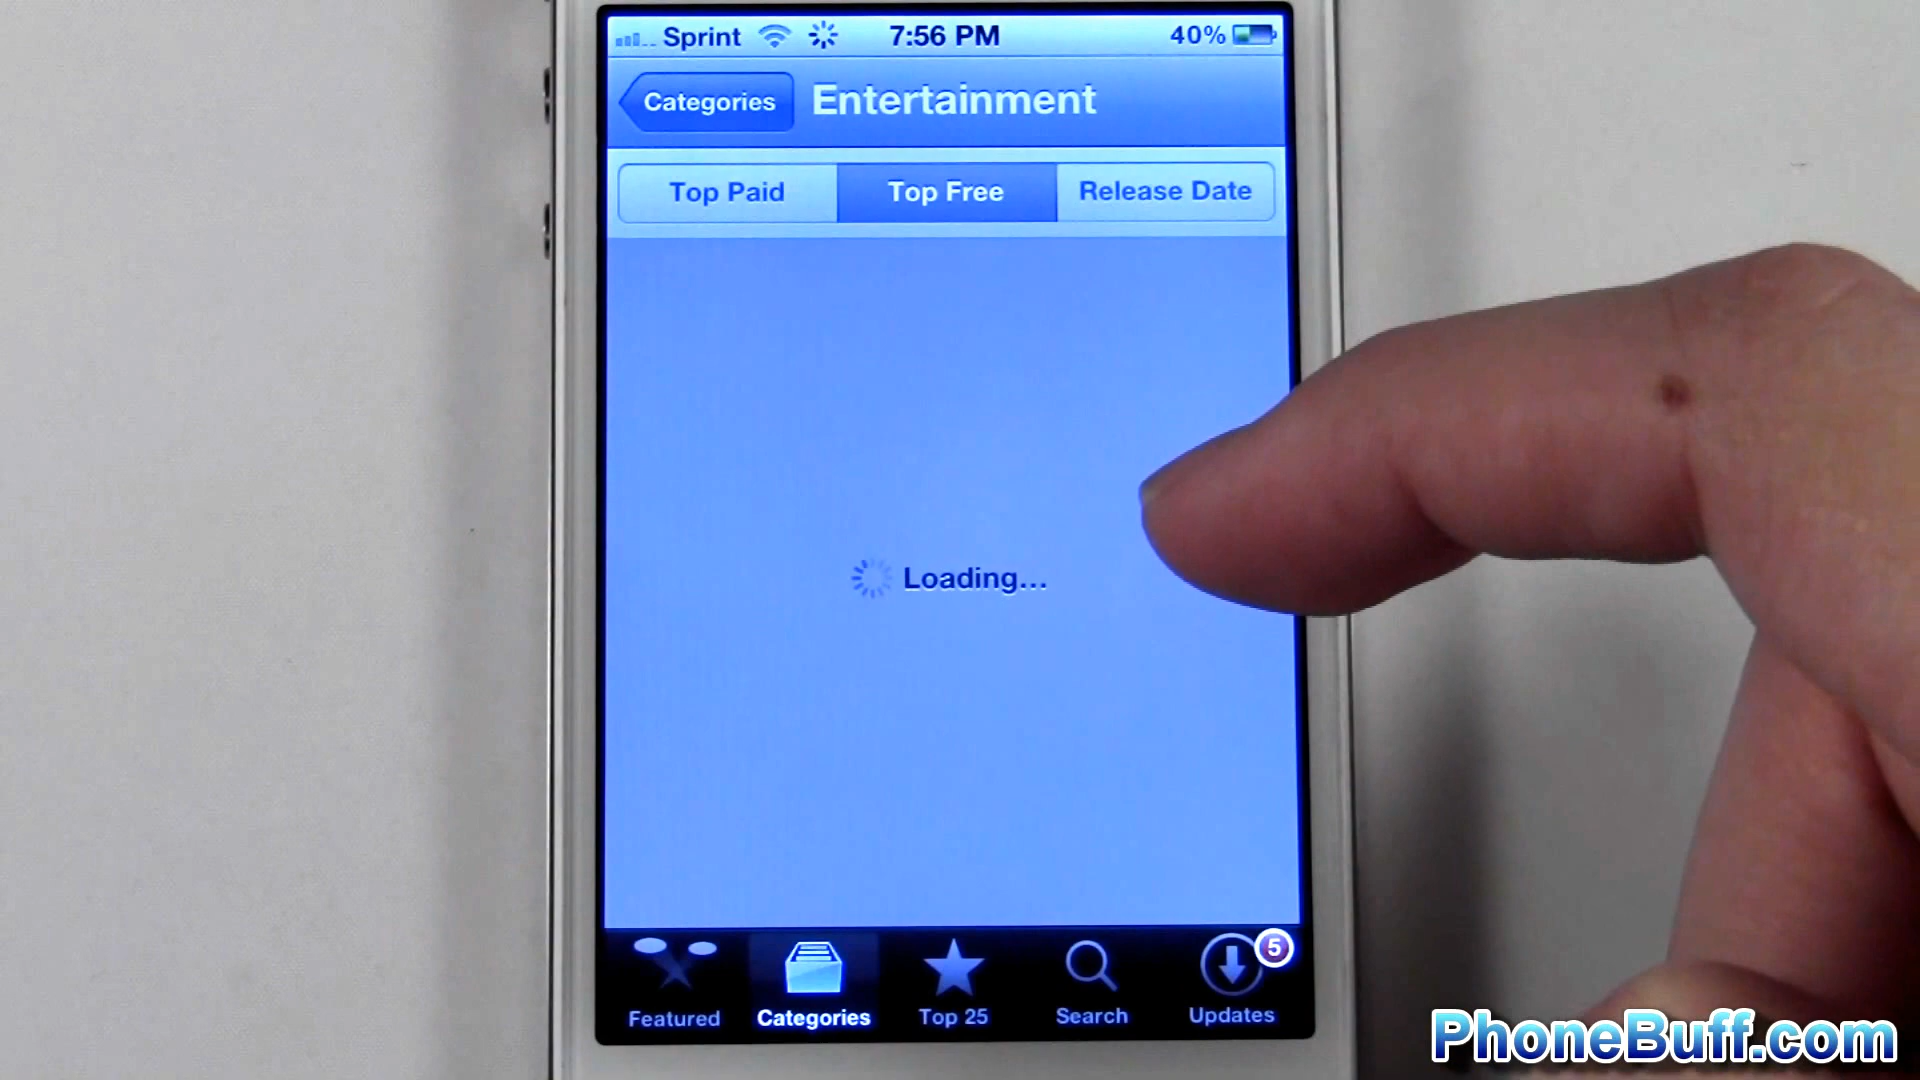 Sprint 7:56 PM 40%
Categories Entertainment
Top Paid Top Free Release Date
Loading...
5
Featured Categories Top 25 Search Updates
PhoneBuff.com